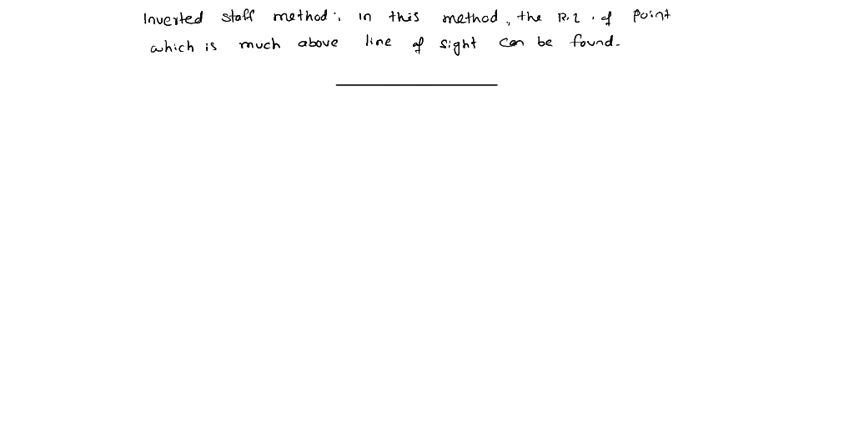 Inverted staff method :. in this method, the R.L. of Point
which is much above line of sight can be found.